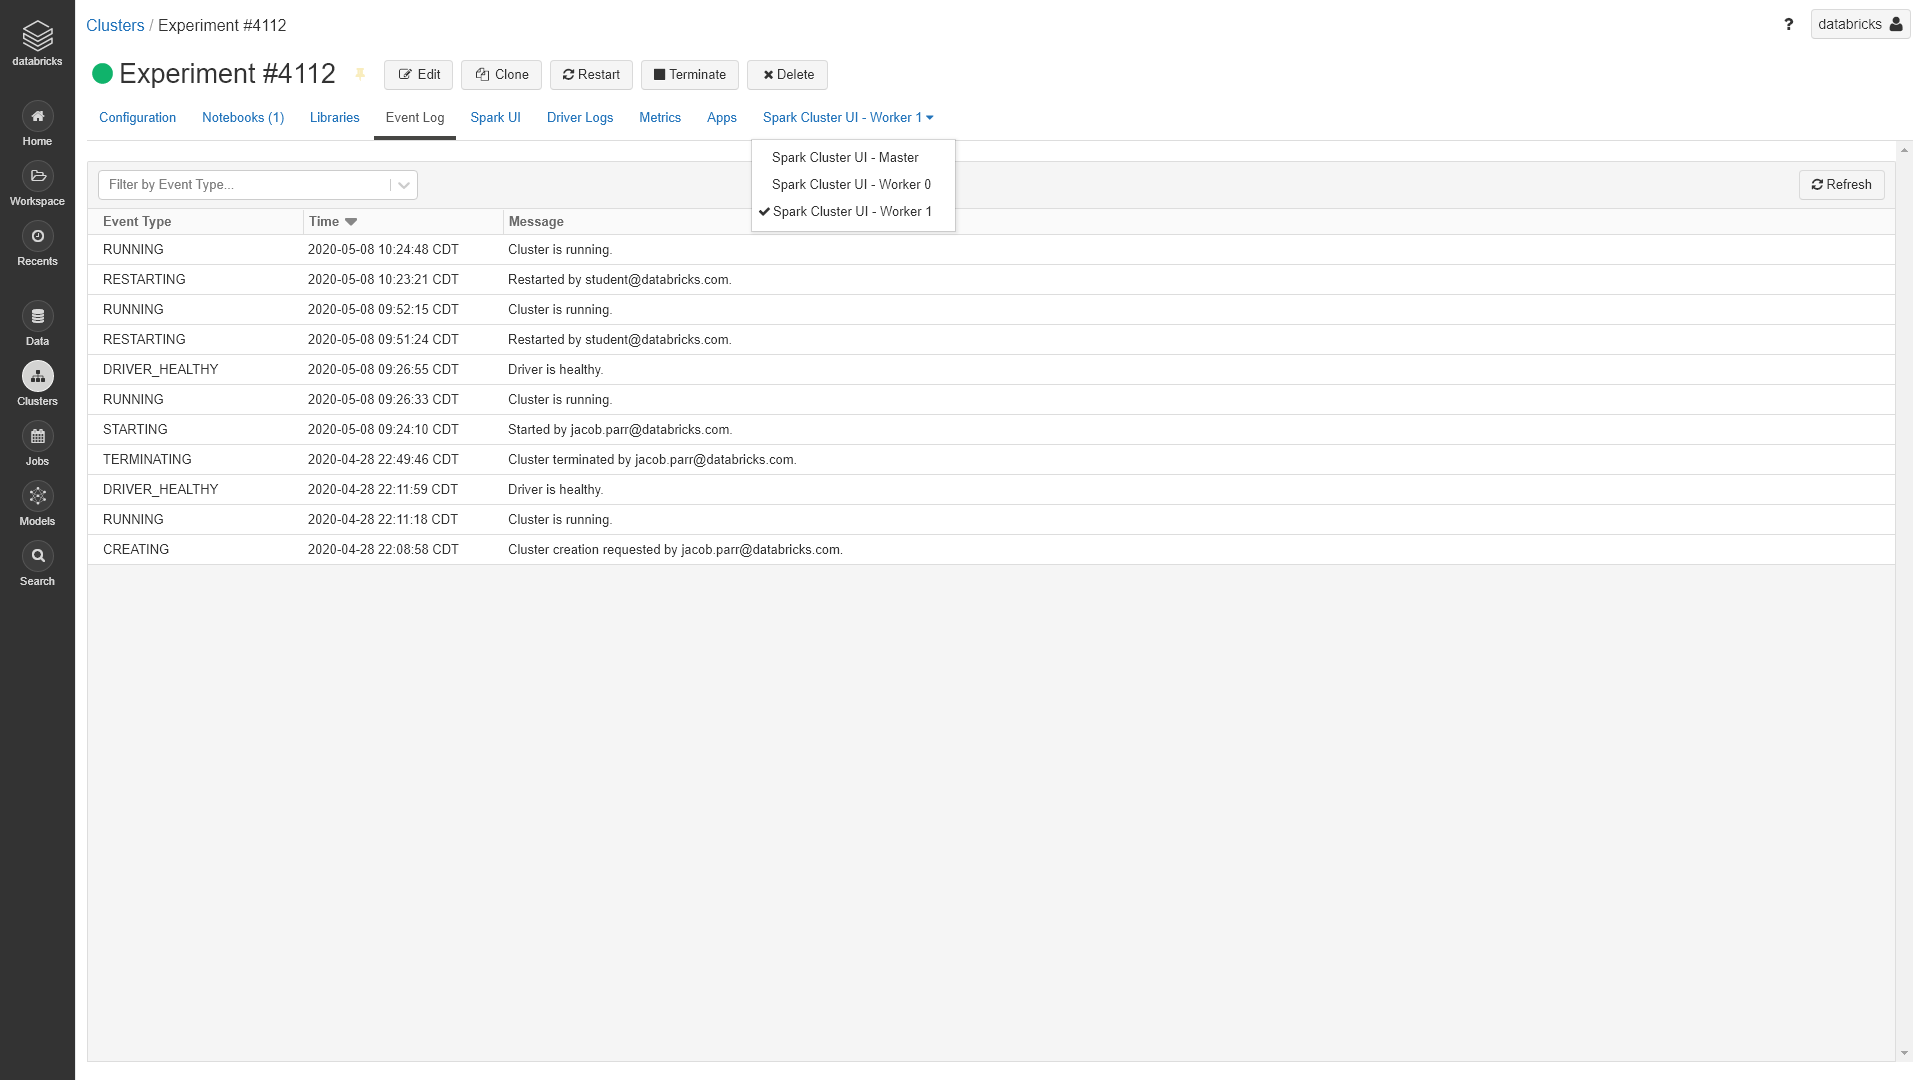 databricks
Home
Workspace
Recents
Data
Clusters
Jobs
Models
Search
Clusters / Experiment #4112
? databricks
Experiment #4112 Edit Clone Restart Terminate Delete
Configuration Notebooks (1) Libraries Event Log Spark UI Driver Logs Metrics Apps Spark Cluster UI - Worker 1
Spark Cluster UI - Master
Spark Cluster UI - Worker 0
Spark Cluster UI - Worker 1
Filter by Event Type... Refresh
Event Type Time Message
RUNNING 2020-05-08 10:24:48 CDT Cluster is running.
RESTARTING 2020-05-08 10:23:21 CDT Restarted by student@databricks.com.
RUNNING 2020-05-08 09:52:15 CDT Cluster is running.
RESTARTING 2020-05-08 09:51:24 CDT Restarted by student@databricks.com.
DRIVER_HEALTHY 2020-05-08 09:26:55 CDT Driver is healthy.
RUNNING 2020-05-08 09:26:33 CDT Cluster is running.
STARTING 2020-05-08 09:24:10 CDT Started by jacob.parr@databricks.com.
TERMINATING 2020-04-28 22:49:46 CDT Cluster terminated by jacob.parr@databricks.com.
DRIVER_HEALTHY 2020-04-28 22:11:59 CDT Driver is healthy.
RUNNING 2020-04-28 22:11:18 CDT Cluster is running.
CREATING 2020-04-28 22:08:58 CDT Cluster creation requested by jacob.parr@databricks.com.